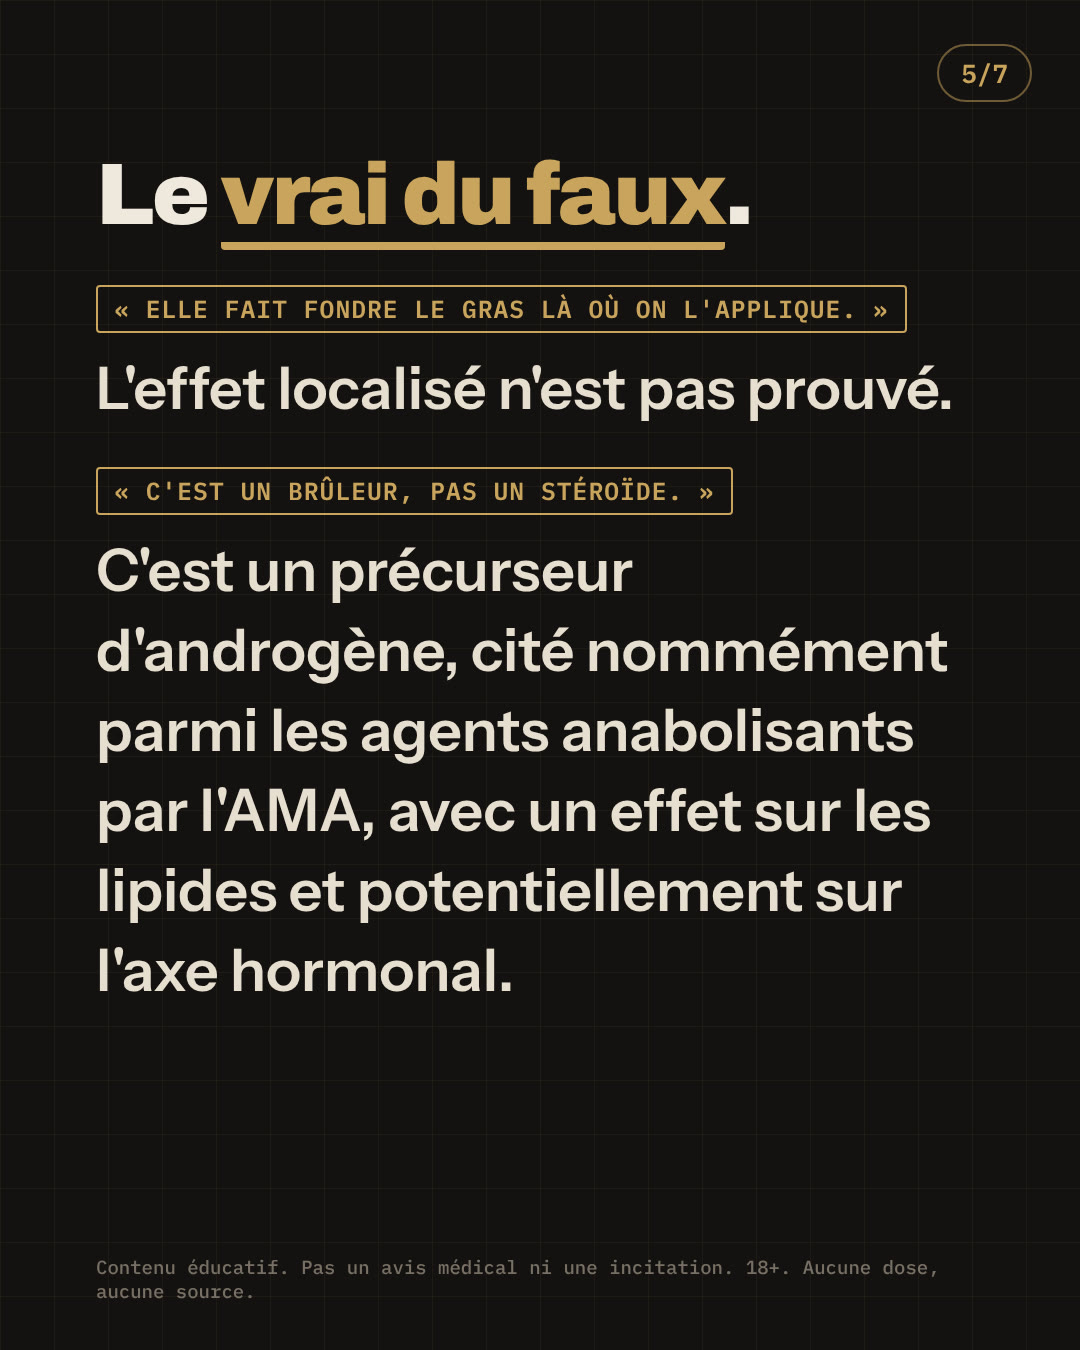 5/7
Le vrai du faux.
« ELLE FAIT FONDRE LE GRAS LÀ OÙ ON L'APPLIQUE. »
L'effet localisé n'est pas prouvé.
« C'EST UN BRÛLEUR, PAS UN STÉROÏDE. »
C'est un précurseur
d'androgène, cité nommément
parmi les agents anabolisants
par l'AMA, avec un effet sur les
lipides et potentiellement sur
l'axe hormonal.
Contenu éducatif. Pas un avis médical ni une incitation. 18+. Aucune dose,
aucune source.